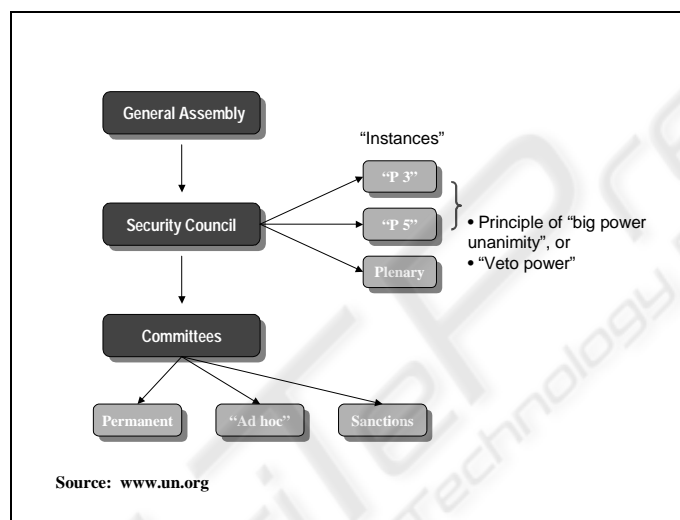 General Assembly
"Instances"
"P 3"
Security Council
"P 5"
• Principle of "big power
unanimity", or
• "Veto power"
Plenary
Committees
Permanent
"Ad hoc"
Sanctions
Source: www.un.org